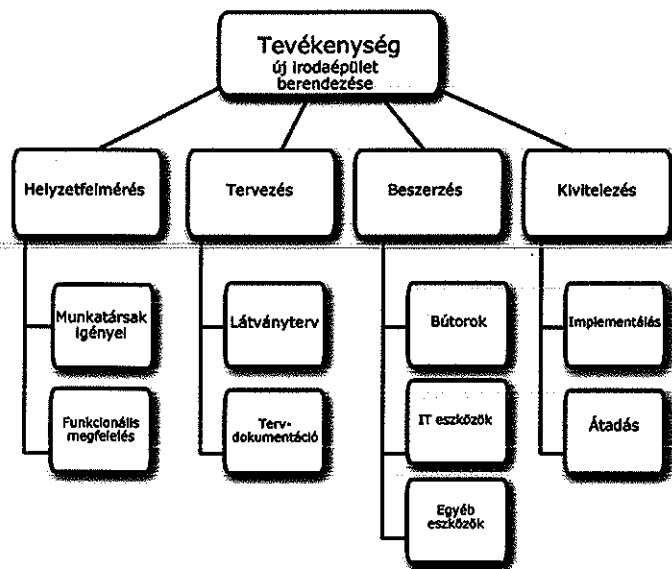 Tevékenység
új irodaépület
berendezése
Helyzetfelmérés
Tervezés
Beszerzés
Kivitelezés
Munkatársak
igényei
Funkcionális
megfelelés
Látványterv
Terv-
dokumentáció
Bútorok
IT eszközök
Egyéb
eszközök
Implementálás
Átadás